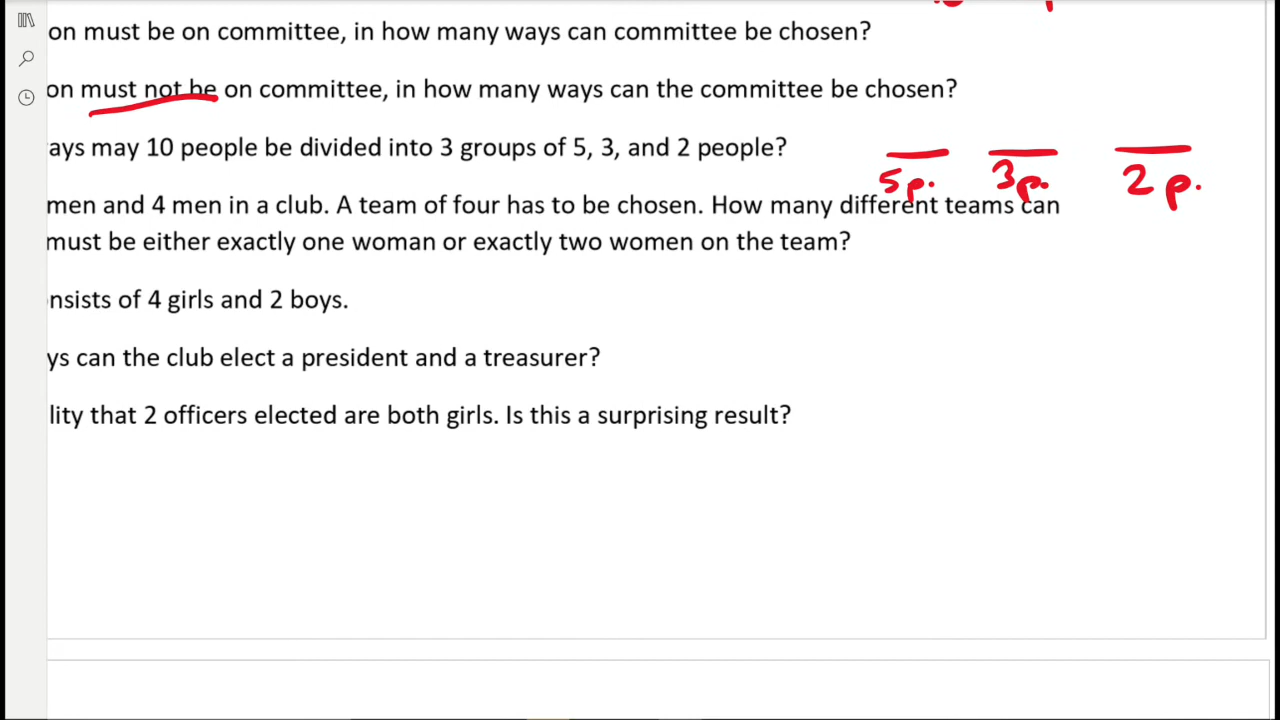 on must be on committee, in how many ways can committee be chosen?
on must not be on committee, in how many ways can the committee be chosen?
ays may 10 people be divided into 3 groups of 5, 3, and 2 people?
5p. 3p. 2 p.
men and 4 men in a club. A team of four has to be chosen. How many different teams can
must be either exactly one woman or exactly two women on the team?
nsists of 4 girls and 2 boys.
ys can the club elect a president and a treasurer?
lity that 2 officers elected are both girls. Is this a surprising result?